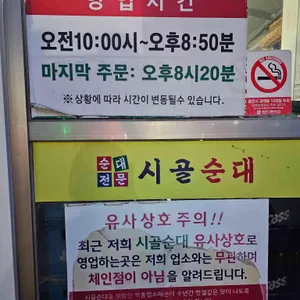 영업시간
오전10:00시~오후8:50분
마지막 주문: 오후8시20분
※상황에 따라 시간이 변동될수 있습니다.
순대
전문
시골순대
유사상호 주의!!
최근 저희 시골순대 유사상호로
영업하는곳은 저희 업소와는 무관하며
체인점이 아님을 알려드립니다.